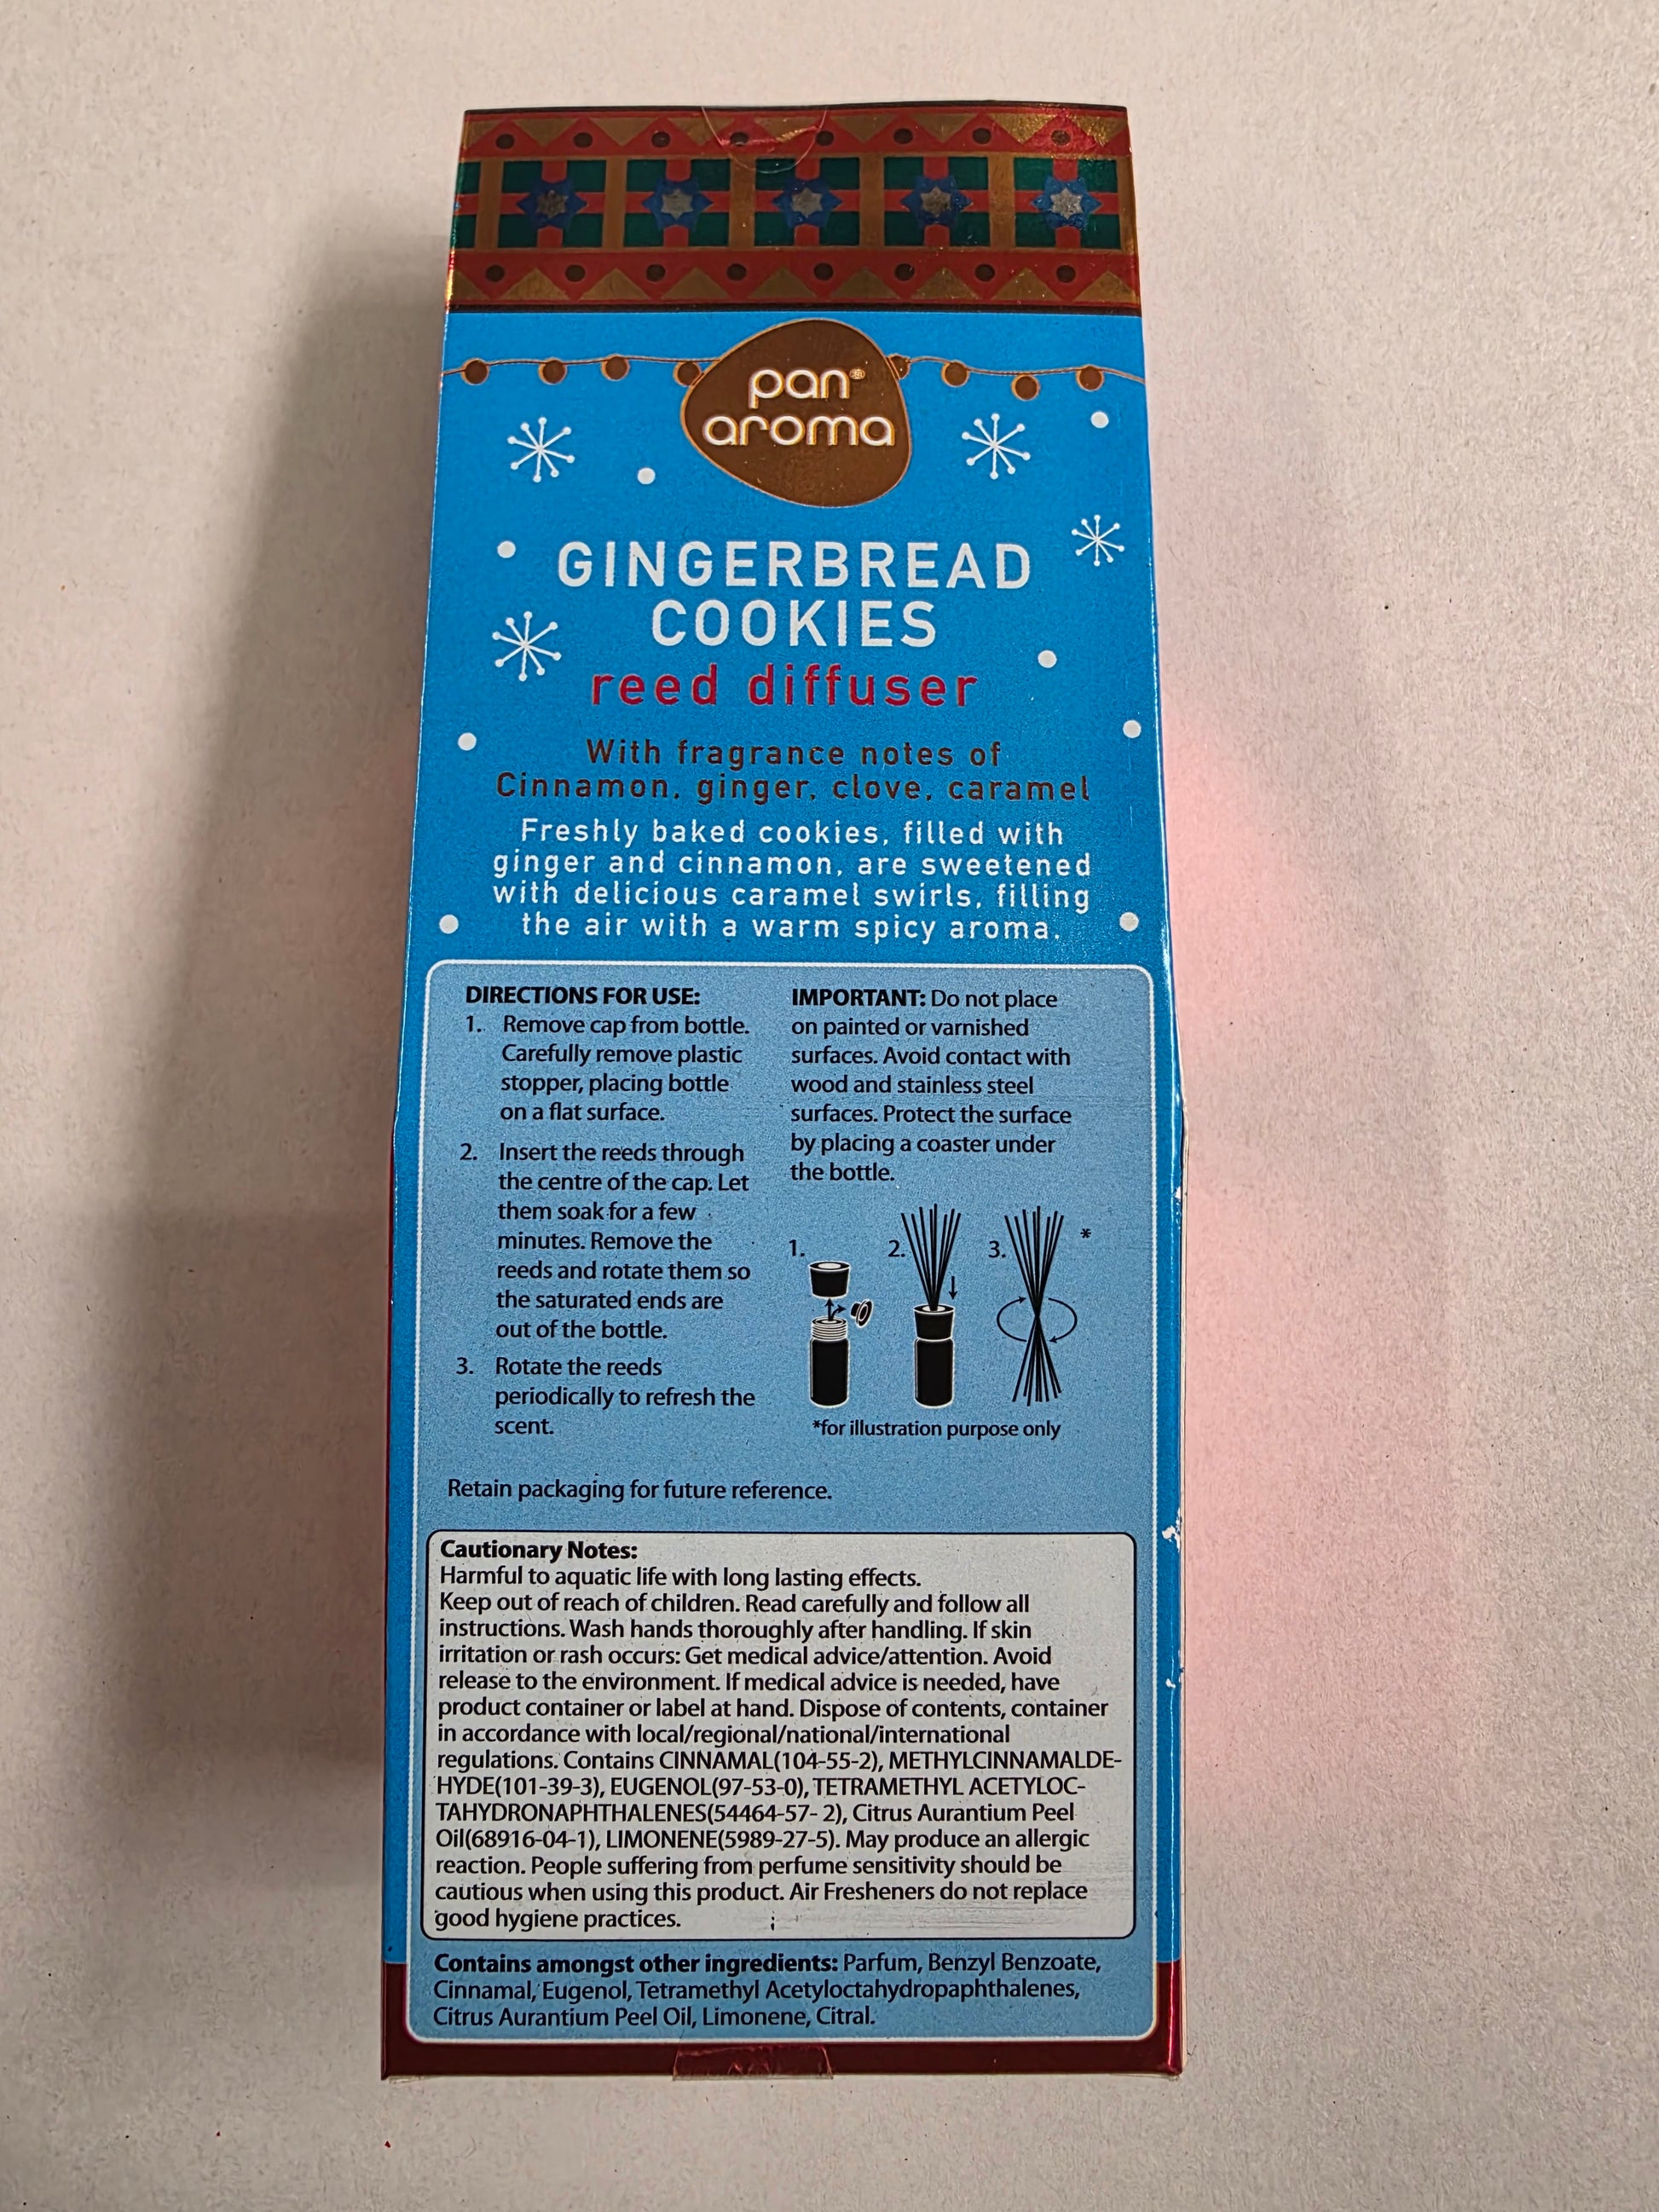 pan®
aroma
GINGERBREAD
COOKIES
reed diffuser
With fragrance notes of
Cinnamon, ginger, clove, caramel
Freshly baked cookies, filled with
ginger and cinnamon, are sweetened
with delicious caramel swirls, filling
the air with a warm spicy aroma.
DIRECTIONS FOR USE:
1. Remove cap from bottle.
Carefully remove plastic
stopper, placing bottle
on a flat surface.
2. Insert the reeds through
the centre of the cap. Let
them soak for a few
minutes. Remove the
reeds and rotate them so
the saturated ends are
out of the bottle.
3. Rotate the reeds
periodically to refresh the
scent.
IMPORTANT: Do not place
on painted or varnished
surfaces. Avoid contact with
wood and stainless steel
surfaces. Protect the surface
by placing a coaster under
the bottle.
1. 2. 3. *
*for illustration purpose only
Retain packaging for future reference.
Cautionary Notes:
Harmful to aquatic life with long lasting effects.
Keep out of reach of children. Read carefully and follow all
instructions. Wash hands thoroughly after handling. If skin
irritation or rash occurs: Get medical advice/attention. Avoid
release to the environment. If medical advice is needed, have
product container or label at hand. Dispose of contents, container
in accordance with local/regional/national/international
regulations. Contains CINNAMAL(104-55-2), METHYLCINNAMALDE-
HYDE(101-39-3), EUGENOL(97-53-0), TETRAMETHYL ACETYLOC-
TAHYDRONAPHTHALENES(54464-57- 2), Citrus Aurantium Peel
Oil(68916-04-1), LIMONENE(5989-27-5). May produce an allergic
reaction. People suffering from perfume sensitivity should be
cautious when using this product. Air Fresheners do not replace
good hygiene practices.
Contains amongst other ingredients: Parfum, Benzyl Benzoate,
Cinnamal, Eugenol, Tetramethyl Acetyloctahydropaphthalenes,
Citrus Aurantium Peel Oil, Limonene, Citral.